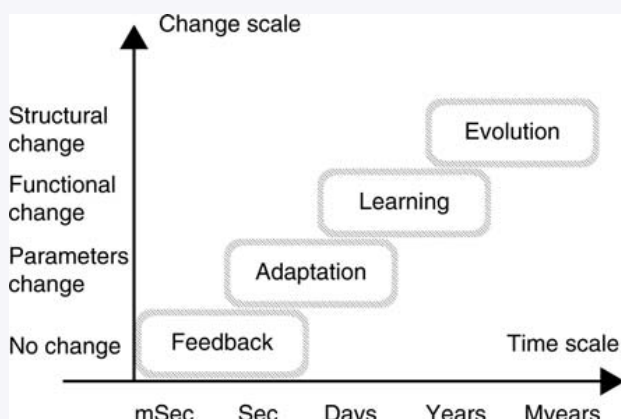 Change scale
Structural
change
Evolution
Functional
change
Learning
Parameters
change
Adaptation
No change
Feedback
Time scale
mSec Sec Days Years Myears